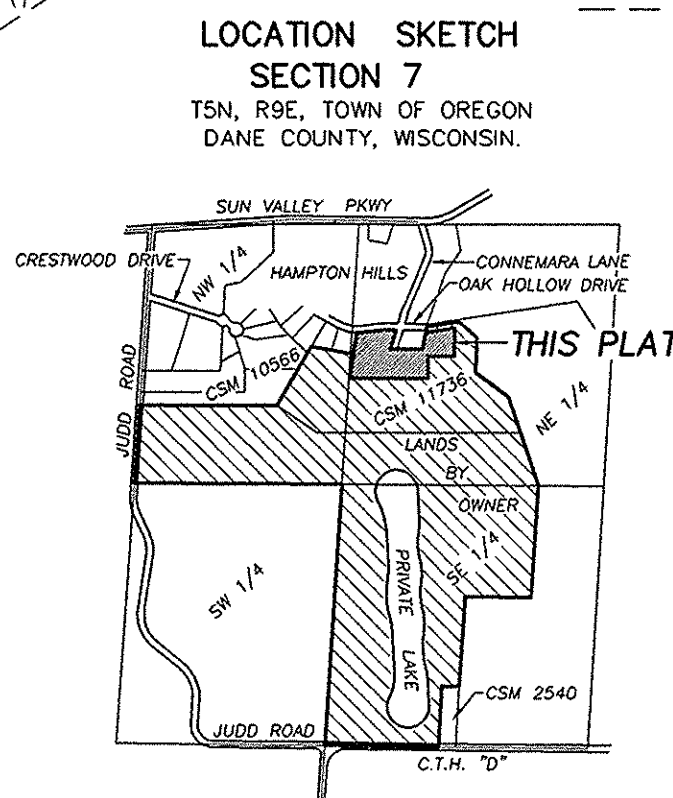 LOCATION SKETCH
SECTION 7
T5N, R9E, TOWN OF OREGON
DANE COUNTY, WISCONSIN.
SUN VALLEY PKWY
CRESTWOOD DRIVE
NW 1/4
HAMPTON HILLS
CONNEMARA LANE
OAK HOLLOW DRIVE
THIS PLAT
JUDD ROAD
CSM 10566
CSM 11736
NE 1/4
LANDS
BY
OWNER
SW 1/4
SE 1/4
PRIVATE LAKE
CSM 2540
JUDD ROAD
C.T.H. "D"